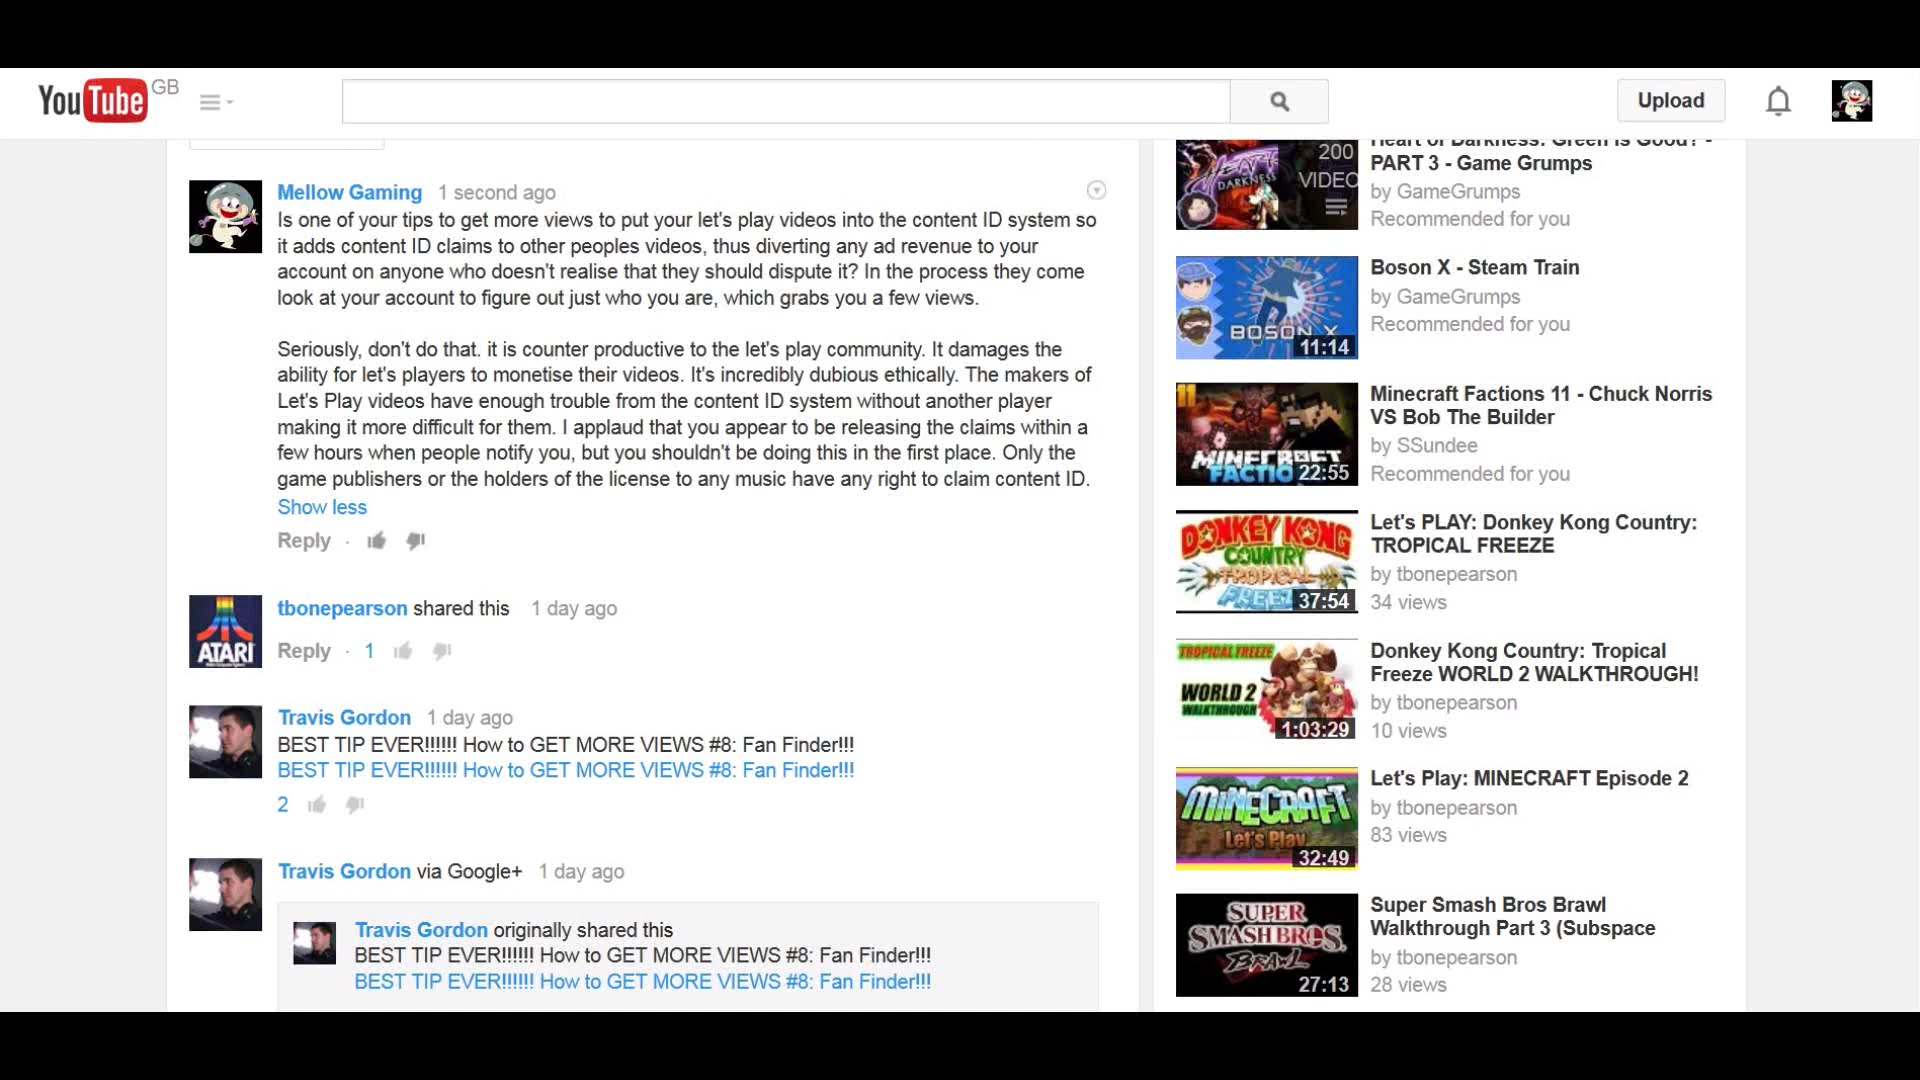 YouTube GB
Upload
Mellow Gaming 1 second ago
Is one of your tips to get more views to put your let's play videos into the content ID system so
it adds content ID claims to other peoples videos, thus diverting any ad revenue to your
account on anyone who doesn't realise that they should dispute it? In the process they come
look at your account to figure out just who you are, which grabs you a few views.
Seriously, don't do that. it is counter productive to the let's play community. It damages the
ability for let's players to monetise their videos. It's incredibly dubious ethically. The makers of
Let's Play videos have enough trouble from the content ID system without another player
making it more difficult for them. I applaud that you appear to be releasing the claims within a
few hours when people notify you, but you shouldn't be doing this in the first place. Only the
game publishers or the holders of the license to any music have any right to claim content ID.
Show less
Reply ·
ATARI
tbonepearson shared this 1 day ago
Reply · 1
Travis Gordon 1 day ago
BEST TIP EVER!!!!!! How to GET MORE VIEWS #8: Fan Finder!!!
BEST TIP EVER!!!!!! How to GET MORE VIEWS #8: Fan Finder!!!
2
Travis Gordon via Google+ 1 day ago
Travis Gordon originally shared this
BEST TIP EVER!!!!!! How to GET MORE VIEWS #8: Fan Finder!!!
BEST TIP EVER!!!!!! How to GET MORE VIEWS #8: Fan Finder!!!
HEART
DARKNESS
200
VIDEO
Heart of Darkness: Green is Good? -
PART 3 - Game Grumps
by GameGrumps
Recommended for you
BOSON X
11:14
Boson X - Steam Train
by GameGrumps
Recommended for you
11
MINECRAFT
FACTIO
22:55
Minecraft Factions 11 - Chuck Norris
VS Bob The Builder
by SSundee
Recommended for you
DONKEY KONG
COUNTRY
TROPICAL
FREEZ
37:54
Let's PLAY: Donkey Kong Country:
TROPICAL FREEZE
by tbonepearson
34 views
TROPICAL FREEZE
WORLD 2
WALKTHROUGH
1:03:29
Donkey Kong Country: Tropical
Freeze WORLD 2 WALKTHROUGH!
by tbonepearson
10 views
MINECRAFT
Let's Play
32:49
Let's Play: MINECRAFT Episode 2
by tbonepearson
83 views
SUPER
SMASH BROS.
BRAWL
27:13
Super Smash Bros Brawl
Walkthrough Part 3 (Subspace
by tbonepearson
28 views